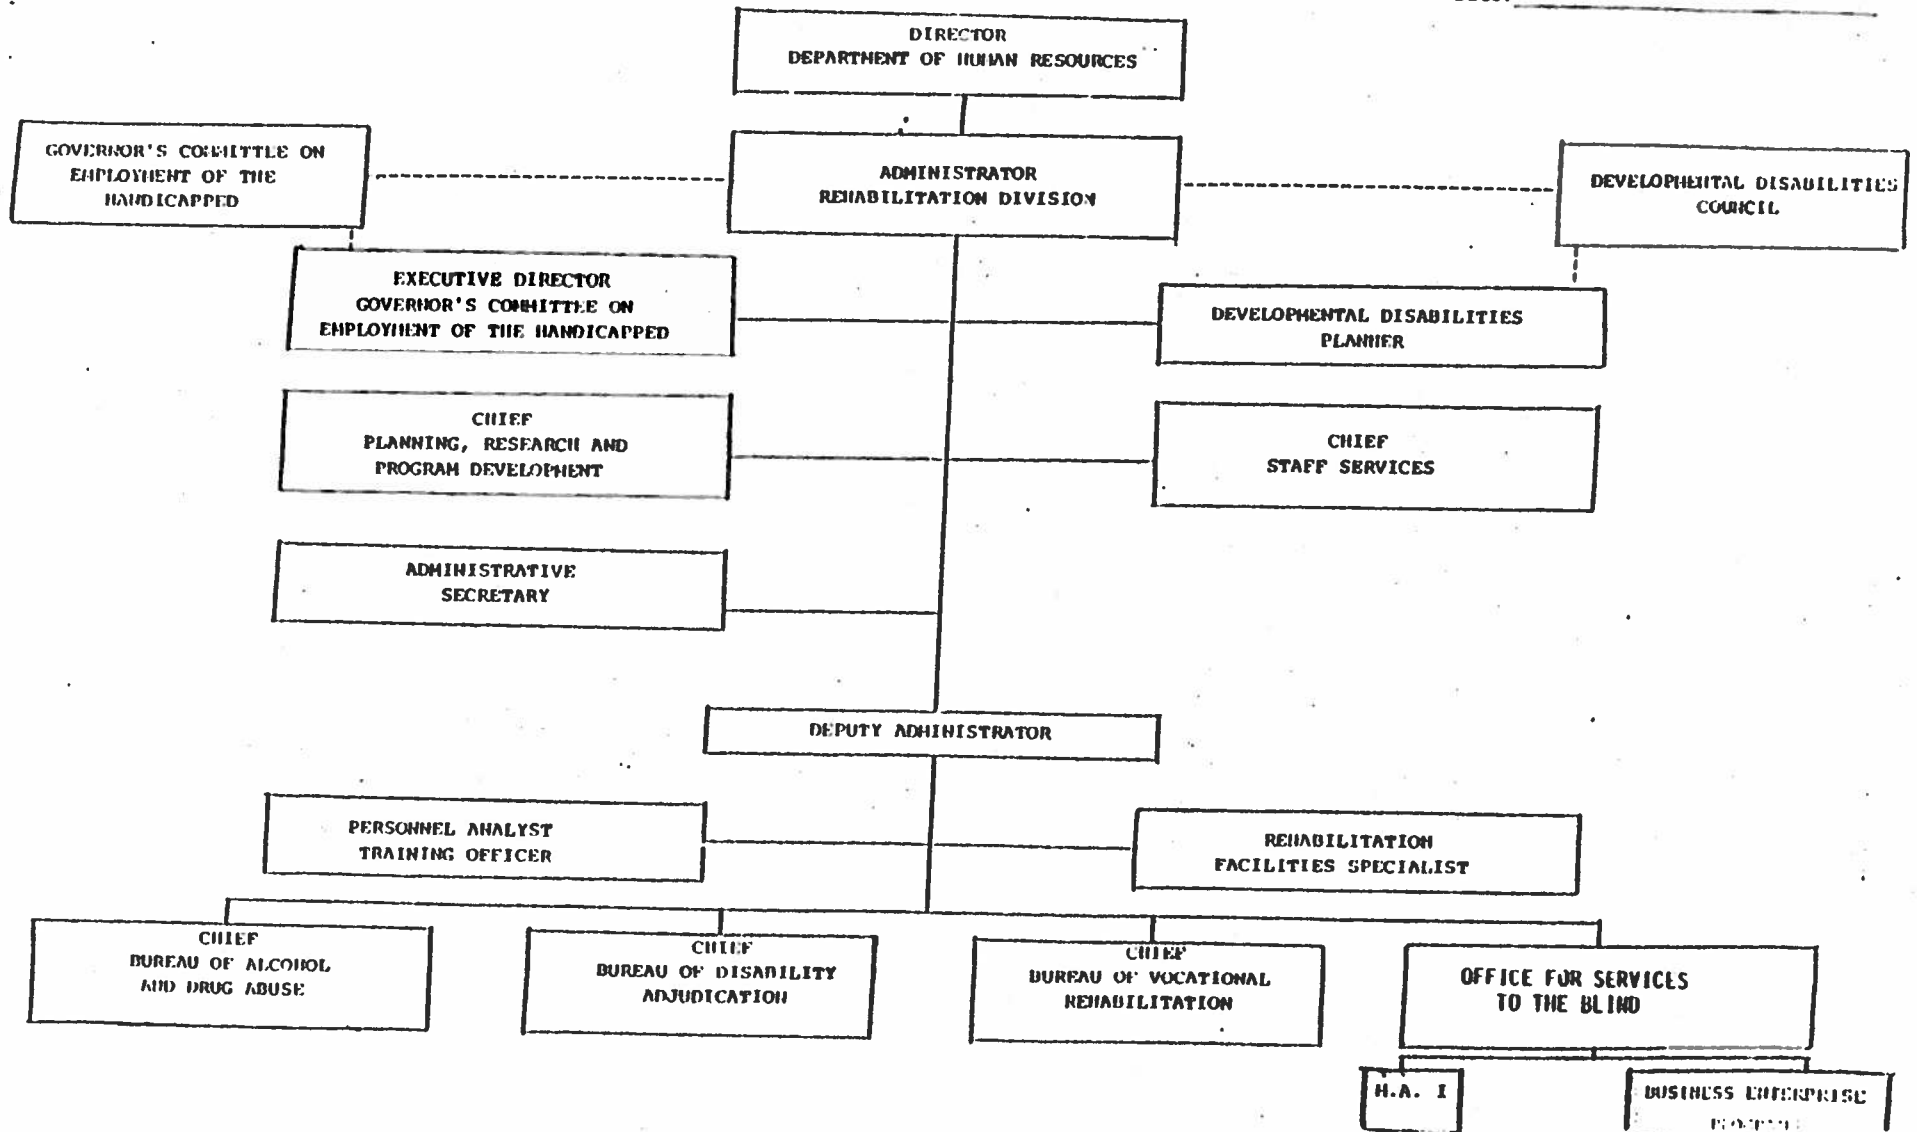 DIRECTOR
DEPARTMENT OF HUMAN RESOURCES
GOVERNOR'S COMMITTEE ON
EMPLOYMENT OF THE
HANDICAPPED
ADMINISTRATOR
REHABILITATION DIVISION
DEVELOPMENTAL DISABILITIES
COUNCIL
EXECUTIVE DIRECTOR
GOVERNOR'S COMMITTEE ON
EMPLOYMENT OF THE HANDICAPPED
DEVELOPMENTAL DISABILITIES
PLANNER
CHIEF
PLANNING, RESEARCH AND
PROGRAM DEVELOPMENT
CHIEF
STAFF SERVICES
ADMINISTRATIVE
SECRETARY
DEPUTY ADMINISTRATOR
PERSONNEL ANALYST
TRAINING OFFICER
REHABILITATION
FACILITIES SPECIALIST
CHIEF
BUREAU OF ALCOHOL
AND DRUG ABUSE
CHIEF
BUREAU OF DISABILITY
ADJUDICATION
CHIEF
BUREAU OF VOCATIONAL
REHABILITATION
OFFICE FOR SERVICES
TO THE BLIND
H.A. I
BUSINESS ENTERPRISE